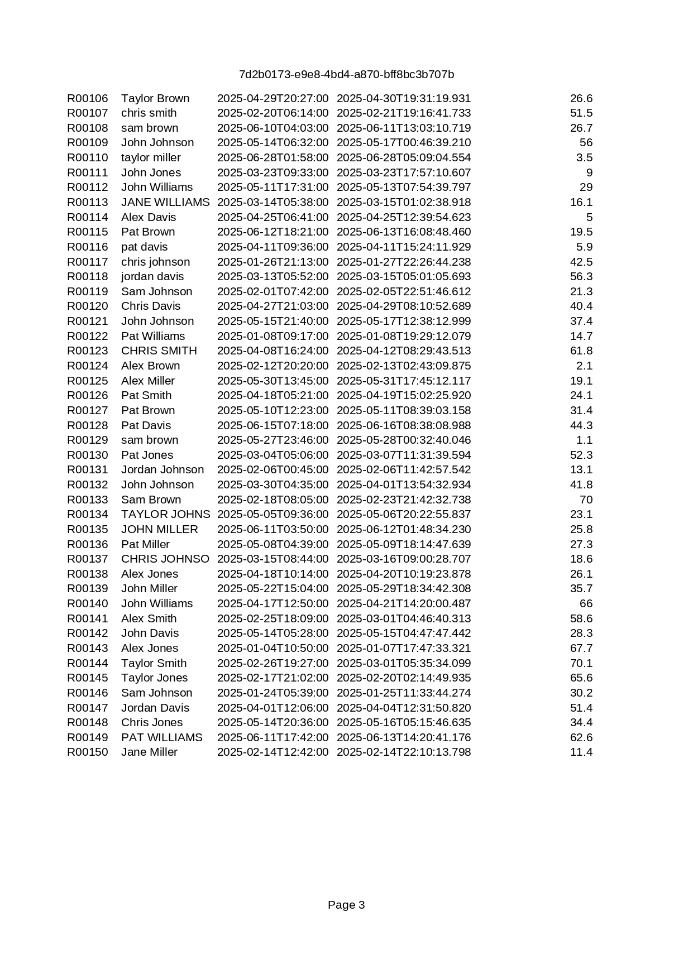 7d2b0173-e9e8-4bd4-a870-bff8bc3b707b
R00106 Taylor Brown 2025-04-29T20:27:00 2025-04-30T19:31:19.931 26.6
R00107 chris smith 2025-02-20T06:14:00 2025-02-21T19:16:41.733 51.5
R00108 sam brown 2025-06-10T04:03:00 2025-06-11T13:03:10.719 26.7
R00109 John Johnson 2025-05-14T06:32:00 2025-05-17T00:46:39.210 56
R00110 taylor miller 2025-06-28T01:58:00 2025-06-28T05:09:04.554 3.5
R00111 John Jones 2025-03-23T09:33:00 2025-03-23T17:57:10.607 9
R00112 John Williams 2025-05-11T17:31:00 2025-05-13T07:54:39.797 29
R00113 JANE WILLIAMS 2025-03-14T05:38:00 2025-03-15T01:02:38.918 16.1
R00114 Alex Davis 2025-04-25T06:41:00 2025-04-25T12:39:54.623 5
R00115 Pat Brown 2025-06-12T18:21:00 2025-06-13T16:08:48.460 19.5
R00116 pat davis 2025-04-11T09:36:00 2025-04-11T15:24:11.929 5.9
R00117 chris johnson 2025-01-26T21:13:00 2025-01-27T22:26:44.238 42.5
R00118 jordan davis 2025-03-13T05:52:00 2025-03-15T05:01:05.693 56.3
R00119 Sam Johnson 2025-02-01T07:42:00 2025-02-05T22:51:46.612 21.3
R00120 Chris Davis 2025-04-27T21:03:00 2025-04-29T08:10:52.689 40.4
R00121 John Johnson 2025-05-15T21:40:00 2025-05-17T12:38:12.999 37.4
R00122 Pat Williams 2025-01-08T09:17:00 2025-01-08T19:29:12.079 14.7
R00123 CHRIS SMITH 2025-04-08T16:24:00 2025-04-12T08:29:43.513 61.8
R00124 Alex Brown 2025-02-12T20:20:00 2025-02-13T02:43:09.875 2.1
R00125 Alex Miller 2025-05-30T13:45:00 2025-05-31T17:45:12.117 19.1
R00126 Pat Smith 2025-04-18T05:21:00 2025-04-19T15:02:25.920 24.1
R00127 Pat Brown 2025-05-10T12:23:00 2025-05-11T08:39:03.158 31.4
R00128 Pat Davis 2025-06-15T07:18:00 2025-06-16T08:38:08.988 44.3
R00129 sam brown 2025-05-27T23:46:00 2025-05-28T00:32:40.046 1.1
R00130 Pat Jones 2025-03-04T05:06:00 2025-03-07T11:31:39.594 52.3
R00131 Jordan Johnson 2025-02-06T00:45:00 2025-02-06T11:42:57.542 13.1
R00132 John Johnson 2025-03-30T04:35:00 2025-04-01T13:54:32.934 41.8
R00133 Sam Brown 2025-02-18T08:05:00 2025-02-23T21:42:32.738 70
R00134 TAYLOR JOHNS 2025-05-05T09:36:00 2025-05-06T20:22:55.837 23.1
R00135 JOHN MILLER 2025-06-11T03:50:00 2025-06-12T01:48:34.230 25.8
R00136 Pat Miller 2025-05-08T04:39:00 2025-05-09T18:14:47.639 27.3
R00137 CHRIS JOHNSO 2025-03-15T08:44:00 2025-03-16T09:00:28.707 18.6
R00138 Alex Jones 2025-04-18T10:14:00 2025-04-20T10:19:23.878 26.1
R00139 John Miller 2025-05-22T15:04:00 2025-05-29T18:34:42.308 35.7
R00140 John Williams 2025-04-17T12:50:00 2025-04-21T14:20:00.487 66
R00141 Alex Smith 2025-02-25T18:09:00 2025-03-01T04:46:40.313 58.6
R00142 John Davis 2025-05-14T05:28:00 2025-05-15T04:47:47.442 28.3
R00143 Alex Jones 2025-01-04T10:50:00 2025-01-07T17:47:33.321 67.7
R00144 Taylor Smith 2025-02-26T19:27:00 2025-03-01T05:35:34.099 70.1
R00145 Taylor Jones 2025-02-17T21:02:00 2025-02-20T02:14:49.935 65.6
R00146 Sam Johnson 2025-01-24T05:39:00 2025-01-25T11:33:44.274 30.2
R00147 Jordan Davis 2025-04-01T12:06:00 2025-04-04T12:31:50.820 51.4
R00148 Chris Jones 2025-05-14T20:36:00 2025-05-16T05:15:46.635 34.4
R00149 PAT WILLIAMS 2025-06-11T17:42:00 2025-06-13T14:20:41.176 62.6
R00150 Jane Miller 2025-02-14T12:42:00 2025-02-14T22:10:13.798 11.4
Page 3